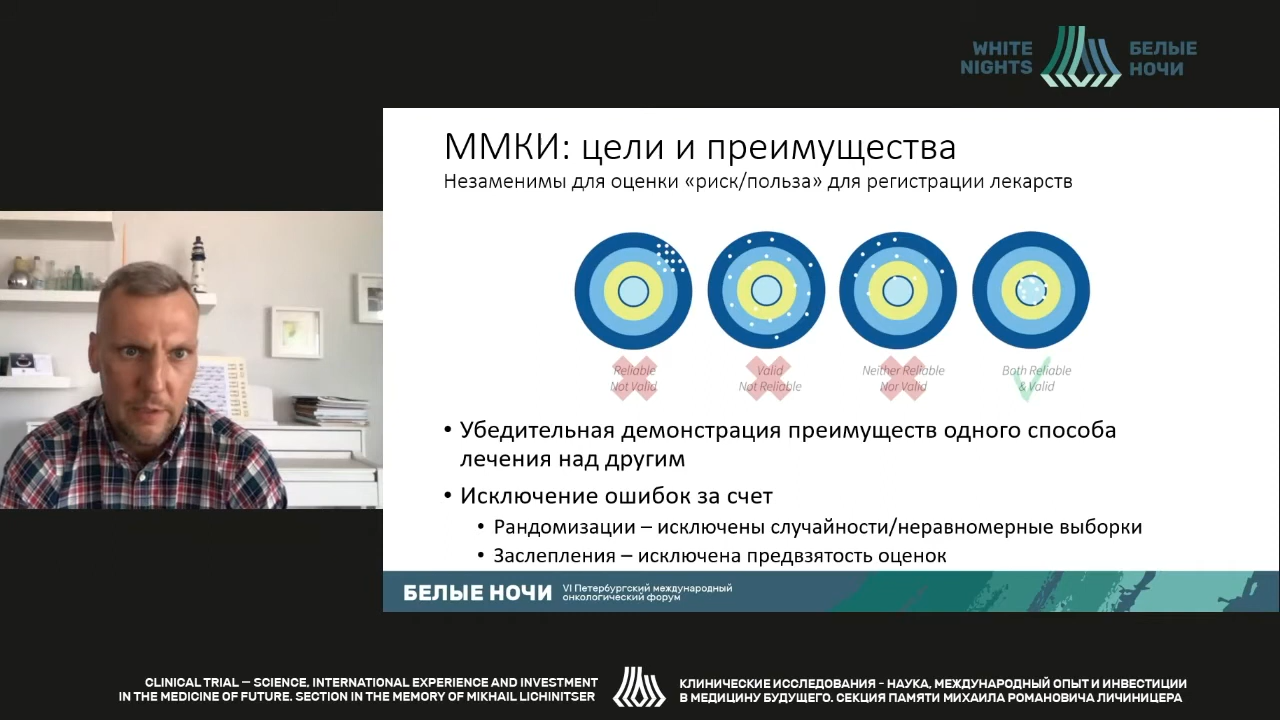 WHITE
NIGHTS
БЕЛЫЕ
НОЧИ
ММКИ: цели и преимущества
Незаменимы для оценки «риск/польза» для регистрации лекарств
Reliable
Not Valid
Valid
Not Reliable
Neither Reliable
Nor Valid
Both Reliable
& Valid
• Убедительная демонстрация преимуществ одного способа
лечения над другим
• Исключение ошибок за счет
• Рандомизации – исключены случайности/неравномерные выборки
• Заслепления – исключена предвзятость оценок
БЕЛЫЕ НОЧИ
VI Петербургский международный
онкологический форум
CLINICAL TRIAL – SCIENCE, INTERNATIONAL EXPERIENCE AND INVESTMENT
IN THE MEDICINE OF FUTURE. SECTION IN THE MEMORY OF MIKHAIL LICHINITSER
КЛИНИЧЕСКИЕ ИССЛЕДОВАНИЯ - НАУКА, МЕЖДУНАРОДНЫЙ ОПЫТ И ИНВЕСТИЦИИ
В МЕДИЦИНУ БУДУЩЕГО. СЕКЦИЯ ПАМЯТИ МИХАИЛА РОМАНОВИЧА ЛИЧИНИЦЕРА